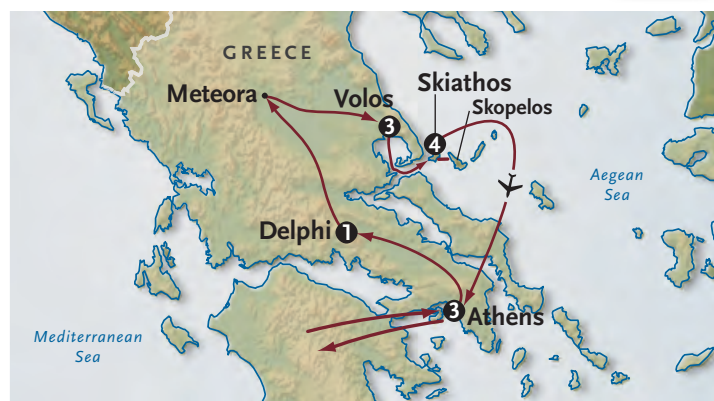 GREECE
Meteora
Volos
3
Skiathos
4
Skopelos
Aegean
Sea
Delphi 1
3 Athens
Mediterranean
Sea